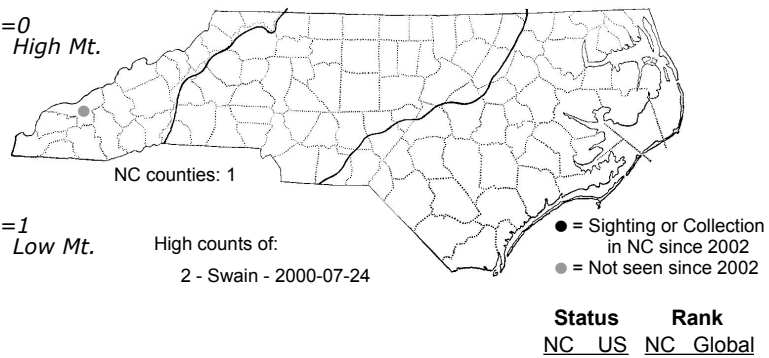 =0
High Mt.
NC counties: 1
=1
Low Mt.
High counts of:
2 - Swain - 2000-07-24
● = Sighting or Collection
in NC since 2002
● = Not seen since 2002
Status Rank
NC US NC Global